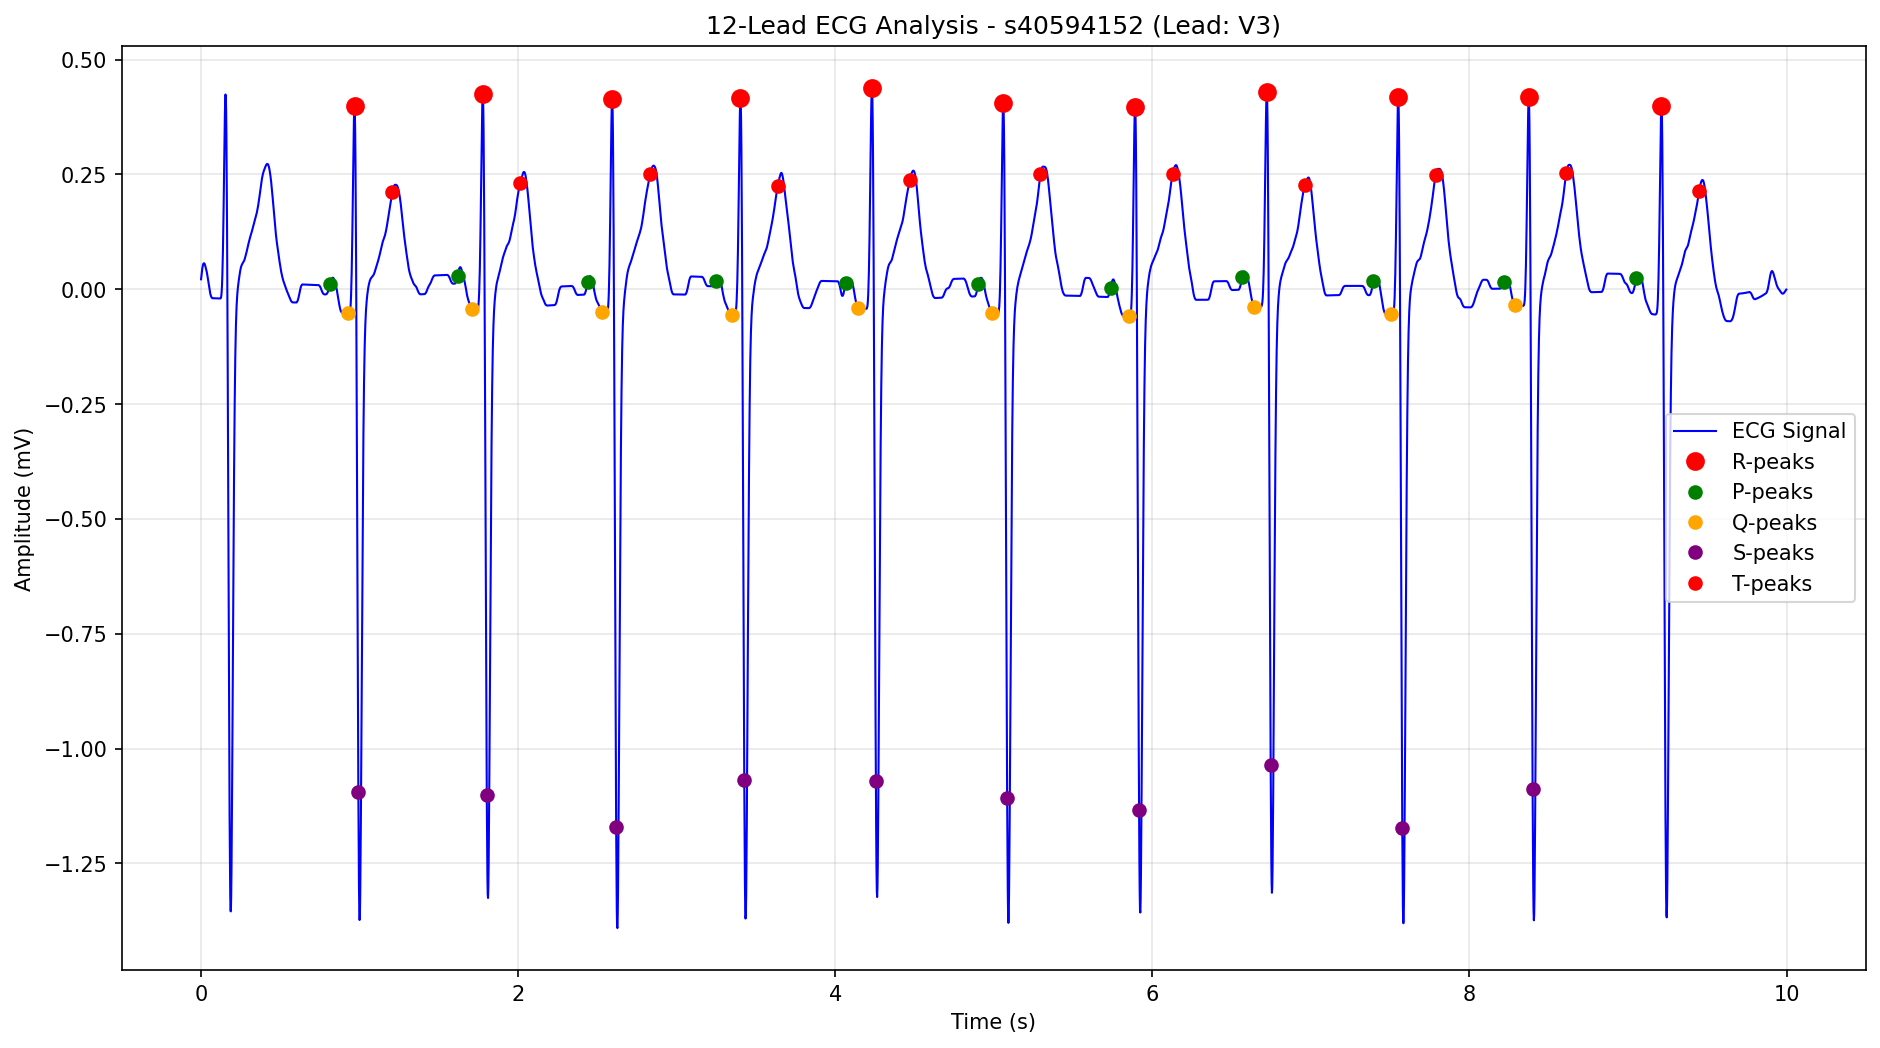 12-Lead ECG Analysis - s40594152 (Lead: V3)
0.50
0.25
0.00
−0.25
−0.50
−0.75
−1.00
−1.25
Amplitude (mV)
ECG Signal
R-peaks
P-peaks
Q-peaks
S-peaks
T-peaks
0 2 4 6 8 10
Time (s)